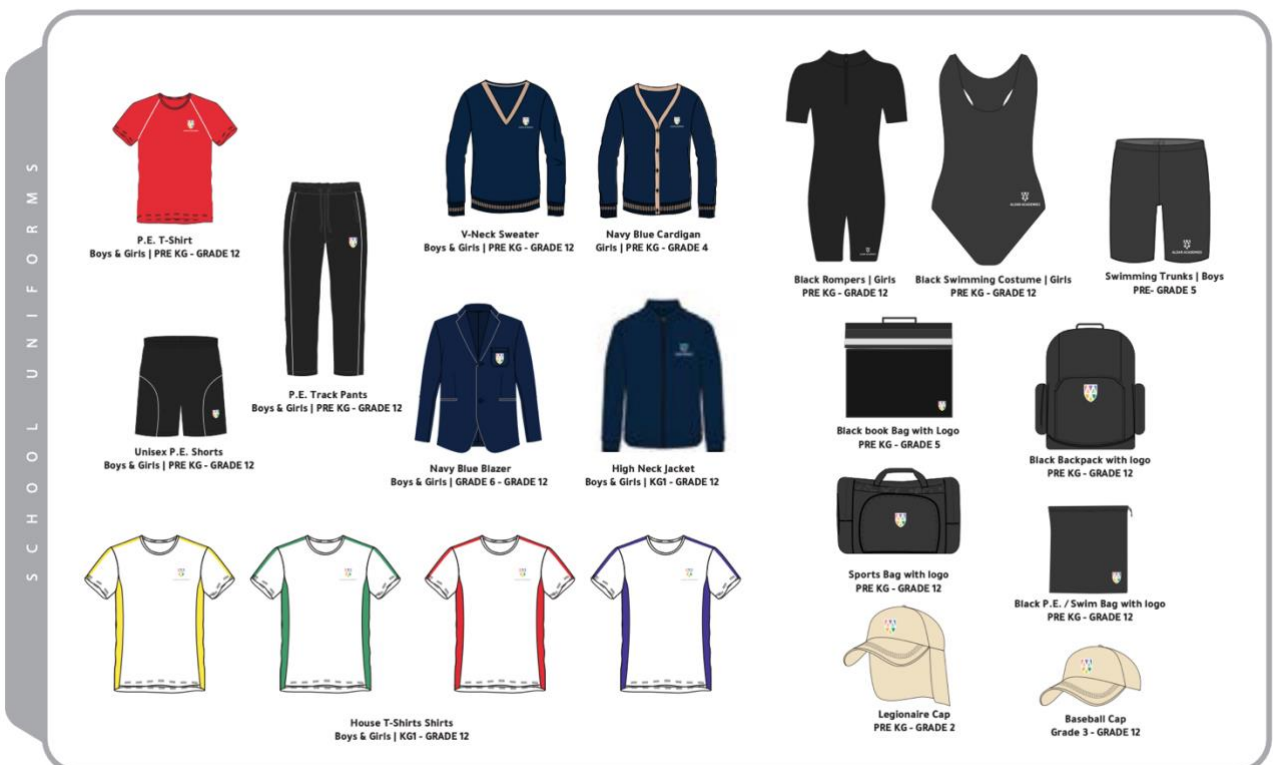 SCHOOL UNIFORMS
P.E. T-Shirt
Boys & Girls | PRE KG - GRADE 12
P.E. Track Pants
Boys & Girls | PRE KG - GRADE 12
Unisex P.E. Shorts
Boys & Girls | PRE KG - GRADE 12
V-Neck Sweater
Boys & Girls | PRE KG - GRADE 12
Navy Blue Cardigan
Girls | PRE KG - GRADE 4
Navy Blue Blazer
Boys & Girls | GRADE 6 - GRADE 12
High Neck Jacket
Boys & Girls | KG1 - GRADE 12
House T-Shirts Shirts
Boys & Girls | KG1 - GRADE 12
Black Rompers | Girls
PRE KG - GRADE 12
Black Swimming Costume | Girls
PRE KG - GRADE 12
Swimming Trunks | Boys
PRE- GRADE 5
Black book Bag with Logo
PRE KG - GRADE 5
Black Backpack with logo
PRE KG - GRADE 12
Sports Bag with logo
PRE KG - GRADE 12
Black P.E. / Swim Bag with logo
PRE KG - GRADE 12
Legionaire Cap
PRE KG - GRADE 2
Baseball Cap
Grade 3 - GRADE 12